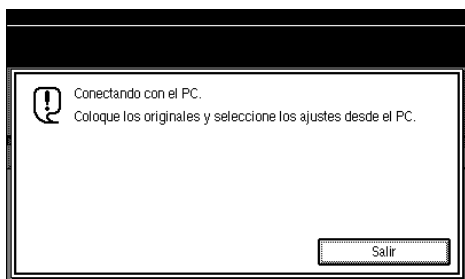 Conectando con el PC.
Coloque los originales y seleccione los ajustes desde el PC.
Salir